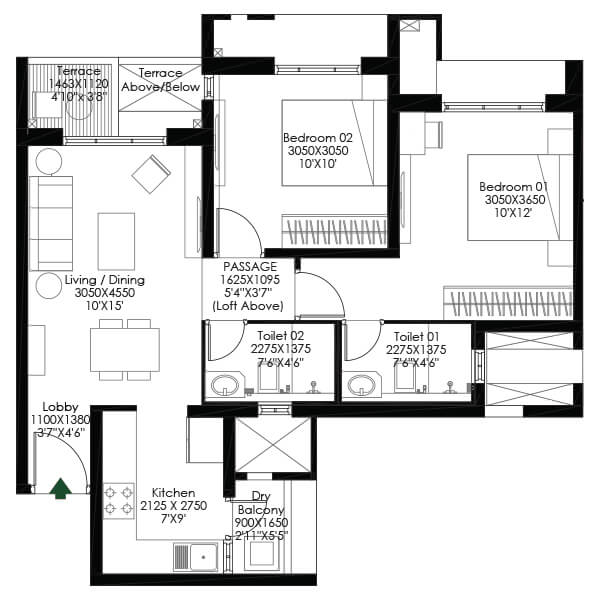 Terrace
1463X1120
4'10"x 3'8"
Terrace
Above/Below
Bedroom 02
3050X3050
10'X10'
Bedroom 01
3050X3650
10'X12'
PASSAGE
1625X1095
5'4"X3'7"
(Loft Above)
Living / Dining
3050X4550
10'X15'
Toilet 02
2275X1375
7'6"X4'6"
Toilet 01
2275X1375
7'6"X4'6"
Lobby
1100X1380
3'7"X4'6"
Kitchen
2125 X 2750
7'X9'
Dry
Balcony
900X1650
2'11"X5'5"